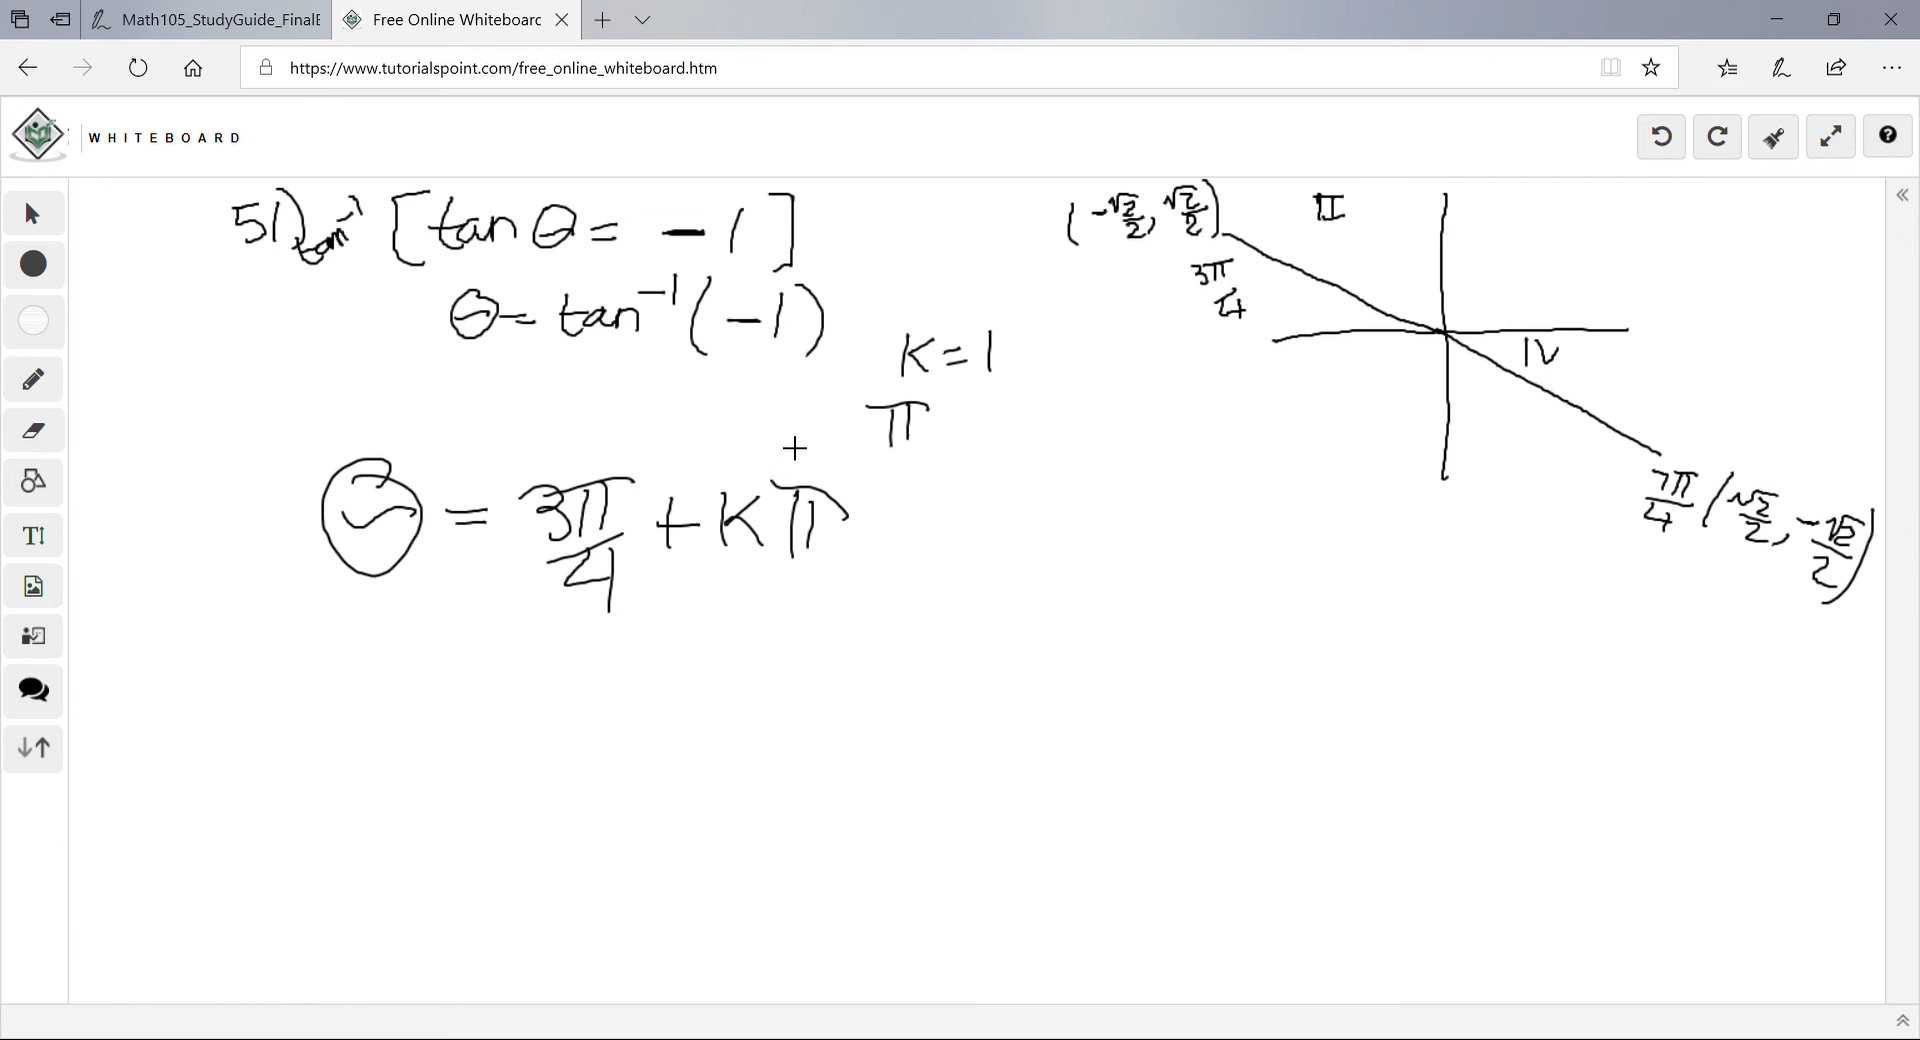 Math105_StudyGuide_FinalE
Free Online Whiteboard
https://www.tutorialspoint.com/free_online_whiteboard.htm
WHITEBOARD
51) tan⁻¹ [tan θ = -1]
θ = tan⁻¹(-1)
K = 1
π
θ = 3π/4 + Kπ
(-√2/2, √2/2)
II
3π/4
IV
7π/4 (√2/2, -√2/2)